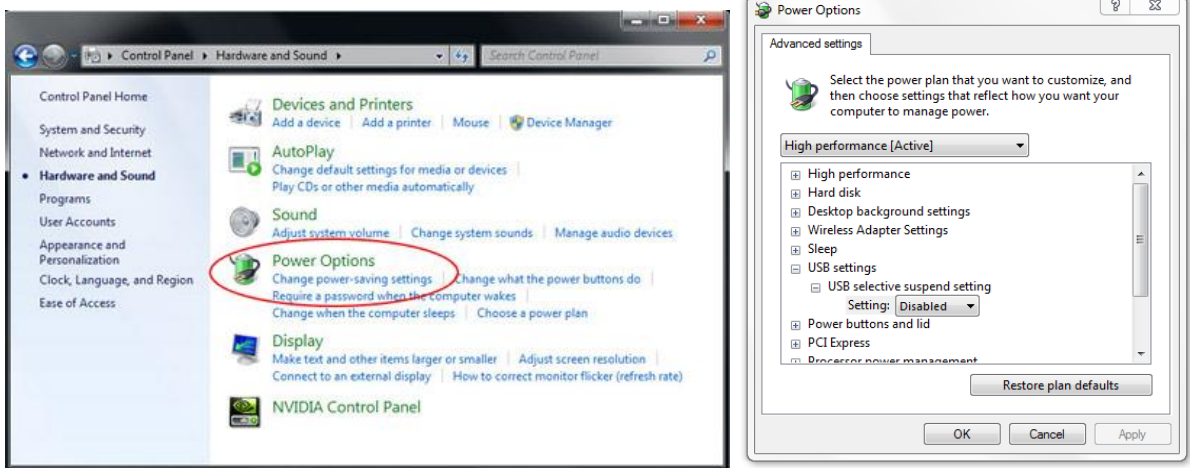 Control Panel ▸ Hardware and Sound ▸
Search Control Panel
Control Panel Home
System and Security
Network and Internet
Hardware and Sound
Programs
User Accounts
Appearance and
Personalization
Clock, Language, and Region
Ease of Access
Devices and Printers
Add a device | Add a printer | Mouse | Device Manager
AutoPlay
Change default settings for media or devices |
Play CDs or other media automatically
Sound
Adjust system volume | Change system sounds | Manage audio devices
Power Options
Change power-saving settings | Change what the power buttons do |
Require a password when the computer wakes |
Change when the computer sleeps | Choose a power plan
Display
Make text and other items larger or smaller | Adjust screen resolution |
Connect to an external display | How to correct monitor flicker (refresh rate)
NVIDIA Control Panel
Power Options
Advanced settings
Select the power plan that you want to customize, and
then choose settings that reflect how you want your
computer to manage power.
High performance [Active]
High performance
Hard disk
Desktop background settings
Wireless Adapter Settings
Sleep
USB settings
USB selective suspend setting
Setting: Disabled
Power buttons and lid
PCI Express
Processor power management
Restore plan defaults
OK Cancel Apply